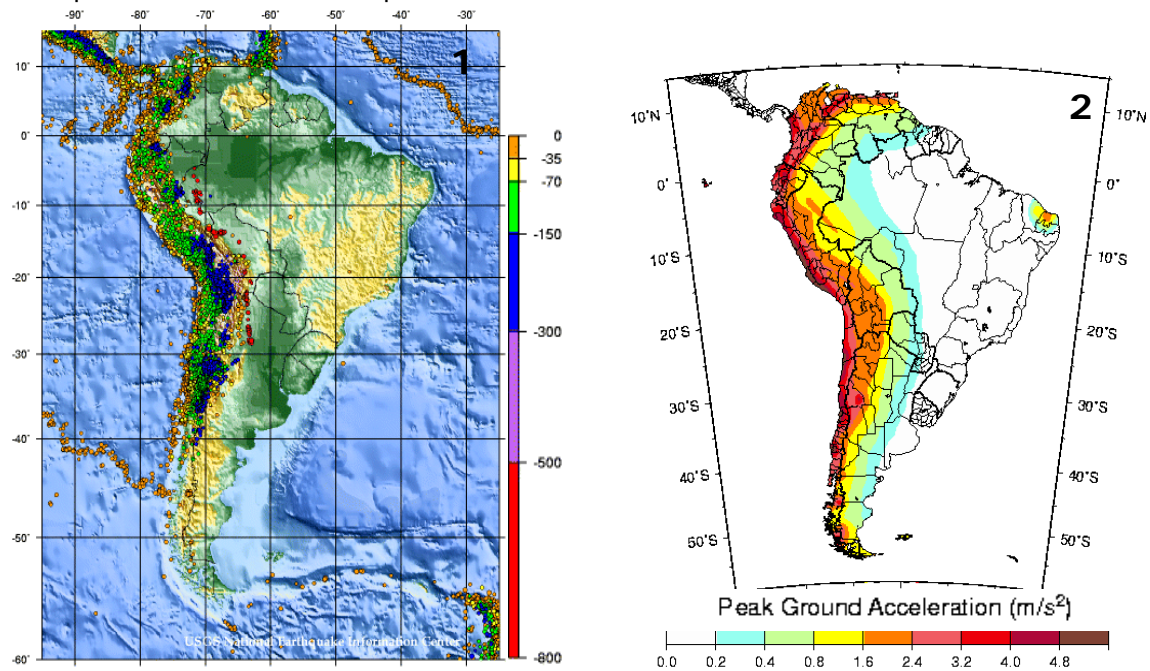 -90° -80° -70° -60° -50° -40° -30°
1
10°
0°
-10°
-20°
-30°
-40°
-50°
-60°
USGS National Earthquake Information Center
0
-35
-70
-150
-300
-500
-800
2
10°N 10°N
0° 0°
10°S 10°S
20°S 20°S
30°S 30°S
40°S 40°S
50°S 50°S
Peak Ground Acceleration (m/s²)
0.0 0.2 0.4 0.8 1.6 2.4 3.2 4.0 4.8